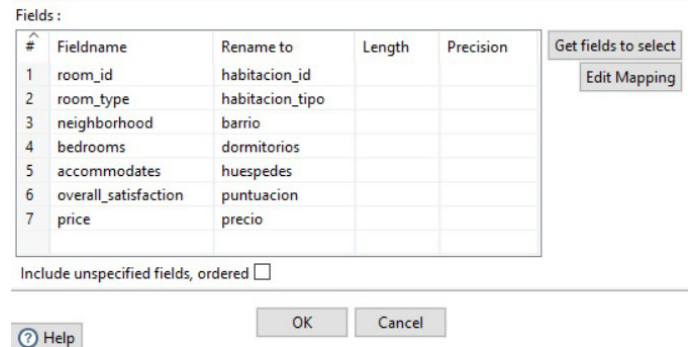 Fields :
# Fieldname Rename to Length Precision Get fields to select
1 room_id habitacion_id Edit Mapping
2 room_type habitacion_tipo
3 neighborhood barrio
4 bedrooms dormitorios
5 accommodates huespedes
6 overall_satisfaction puntuacion
7 price precio
Include unspecified fields, ordered
OK Cancel
Help